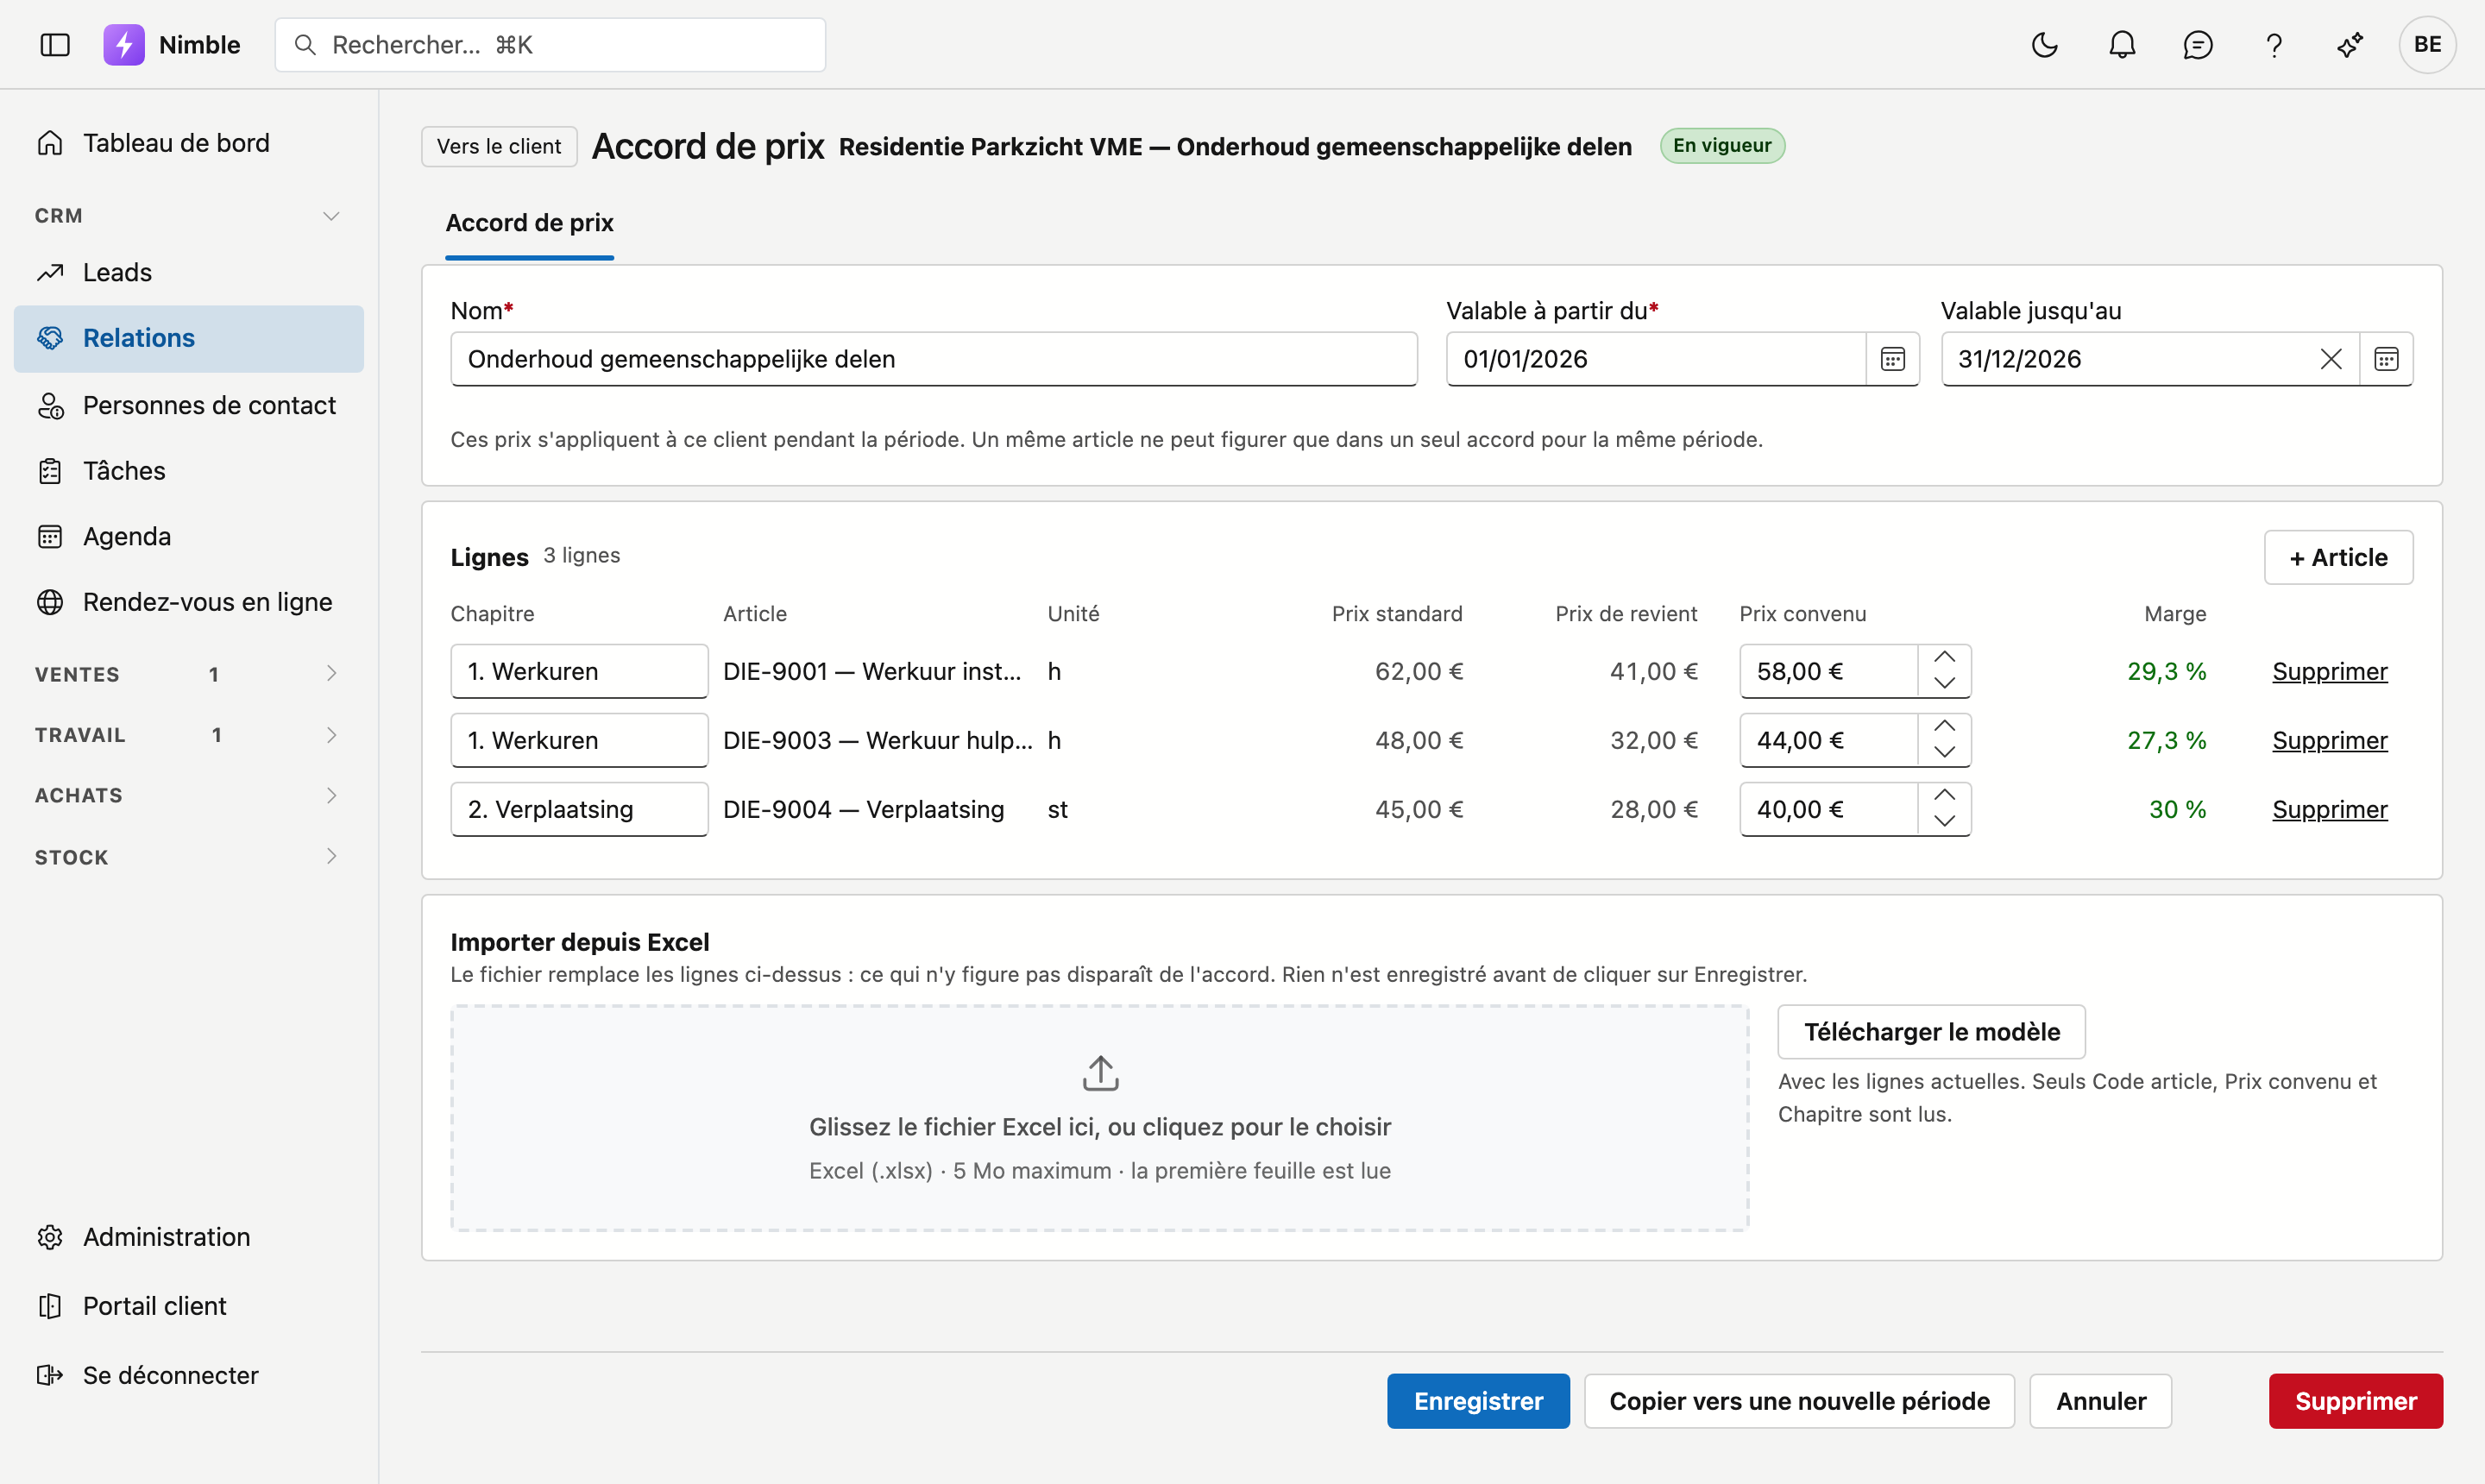 Nimble
Rechercher... ⌘K
BE
Tableau de bord
CRM
Leads
Relations
Personnes de contact
Tâches
Agenda
Rendez-vous en ligne
VENTES 1
TRAVAIL 1
ACHATS
STOCK
Administration
Portail client
Se déconnecter
Vers le client Accord de prix Residentie Parkzicht VME — Onderhoud gemeenschappelijke delen En vigueur
Accord de prix
Nom* Valable à partir du* Valable jusqu'au
Onderhoud gemeenschappelijke delen 01/01/2026 31/12/2026
Ces prix s'appliquent à ce client pendant la période. Un même article ne peut figurer que dans un seul accord pour la même période.
Lignes 3 lignes + Article
Chapitre Article Unité Prix standard Prix de revient Prix convenu Marge
1. Werkuren DIE-9001 — Werkuur inst... h 62,00 € 41,00 € 58,00 € 29,3 % Supprimer
1. Werkuren DIE-9003 — Werkuur hulp... h 48,00 € 32,00 € 44,00 € 27,3 % Supprimer
2. Verplaatsing DIE-9004 — Verplaatsing st 45,00 € 28,00 € 40,00 € 30 % Supprimer
Importer depuis Excel
Le fichier remplace les lignes ci-dessus : ce qui n'y figure pas disparaît de l'accord. Rien n'est enregistré avant de cliquer sur Enregistrer.
Glissez le fichier Excel ici, ou cliquez pour le choisir
Excel (.xlsx) · 5 Mo maximum · la première feuille est lue
Télécharger le modèle
Avec les lignes actuelles. Seuls Code article, Prix convenu et
Chapitre sont lus.
Enregistrer Copier vers une nouvelle période Annuler Supprimer